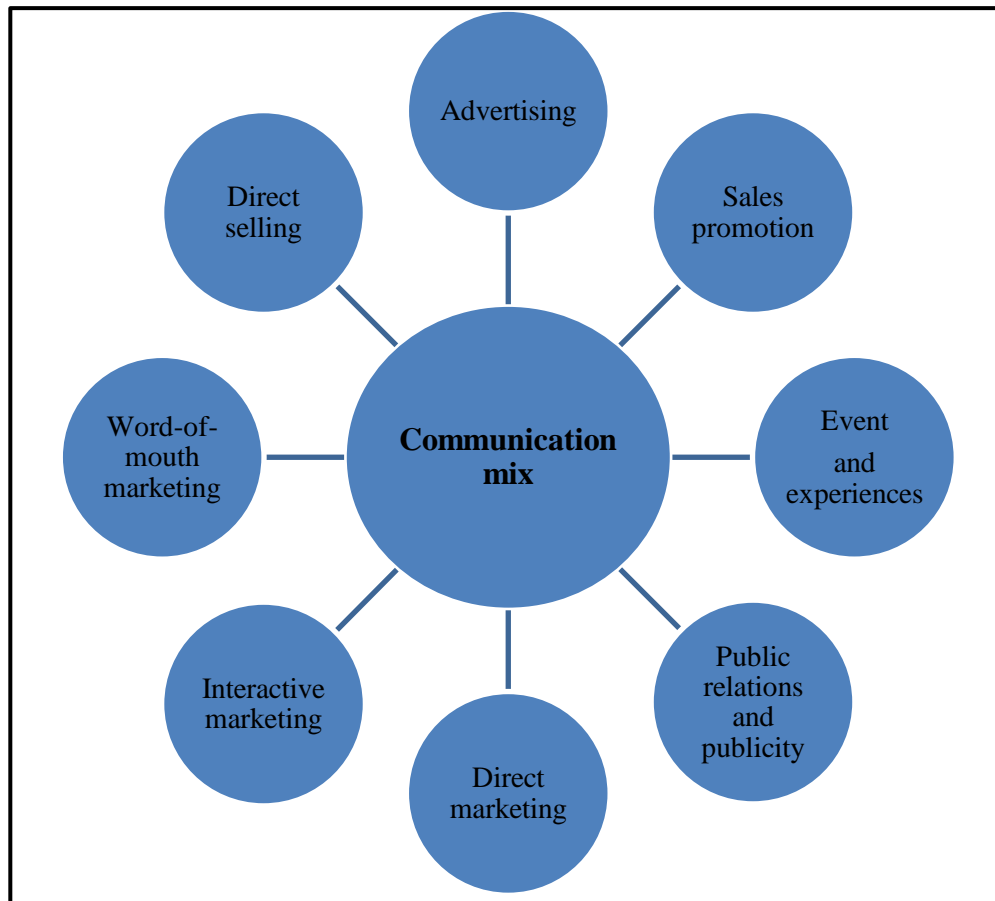 Advertising
Sales
promotion
Event
and
experiences
Public
relations
and
publicity
Direct
marketing
Interactive
marketing
Word-of-
mouth
marketing
Direct
selling
Communication
mix